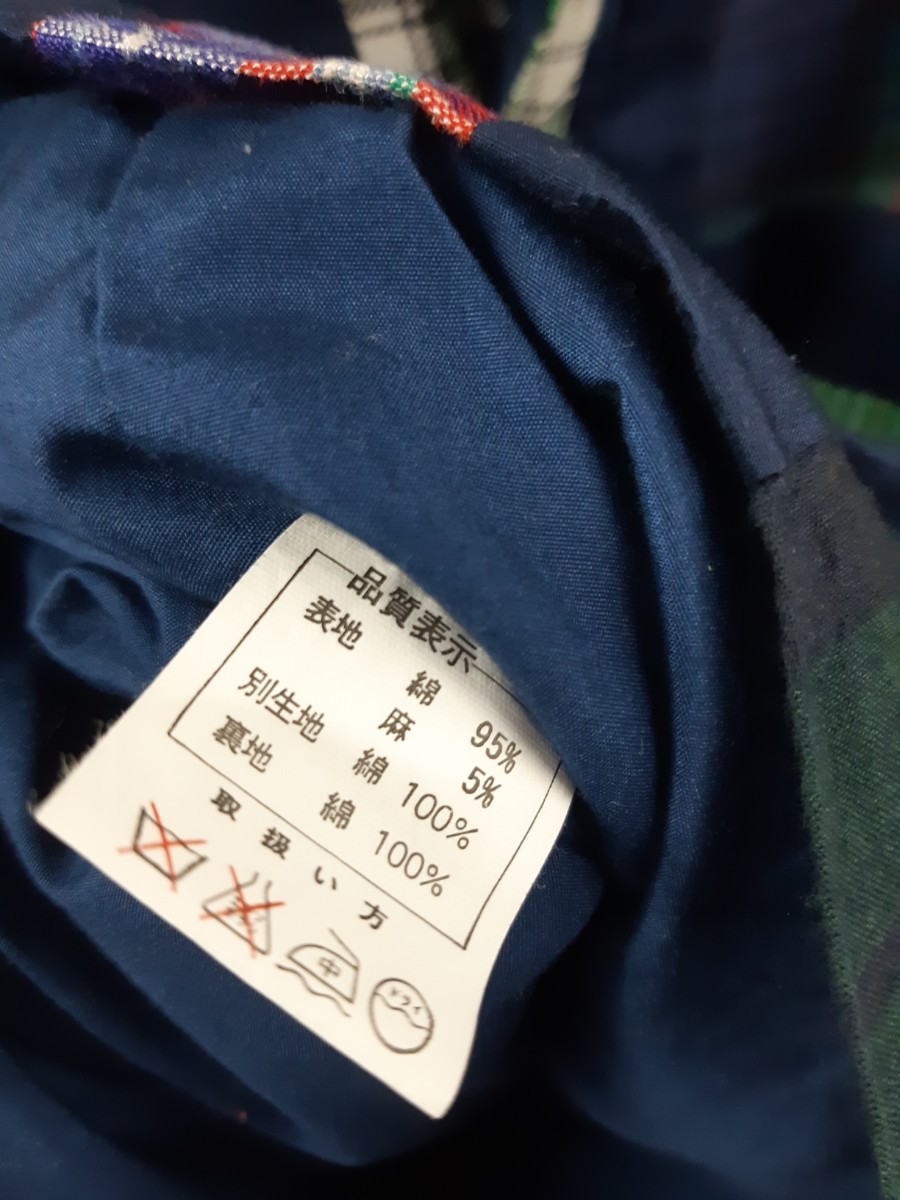 品質表示
表地 綿 95%
麻 5%
別生地 綿 100%
裏地 綿 100%
取扱い方
中
ドライ